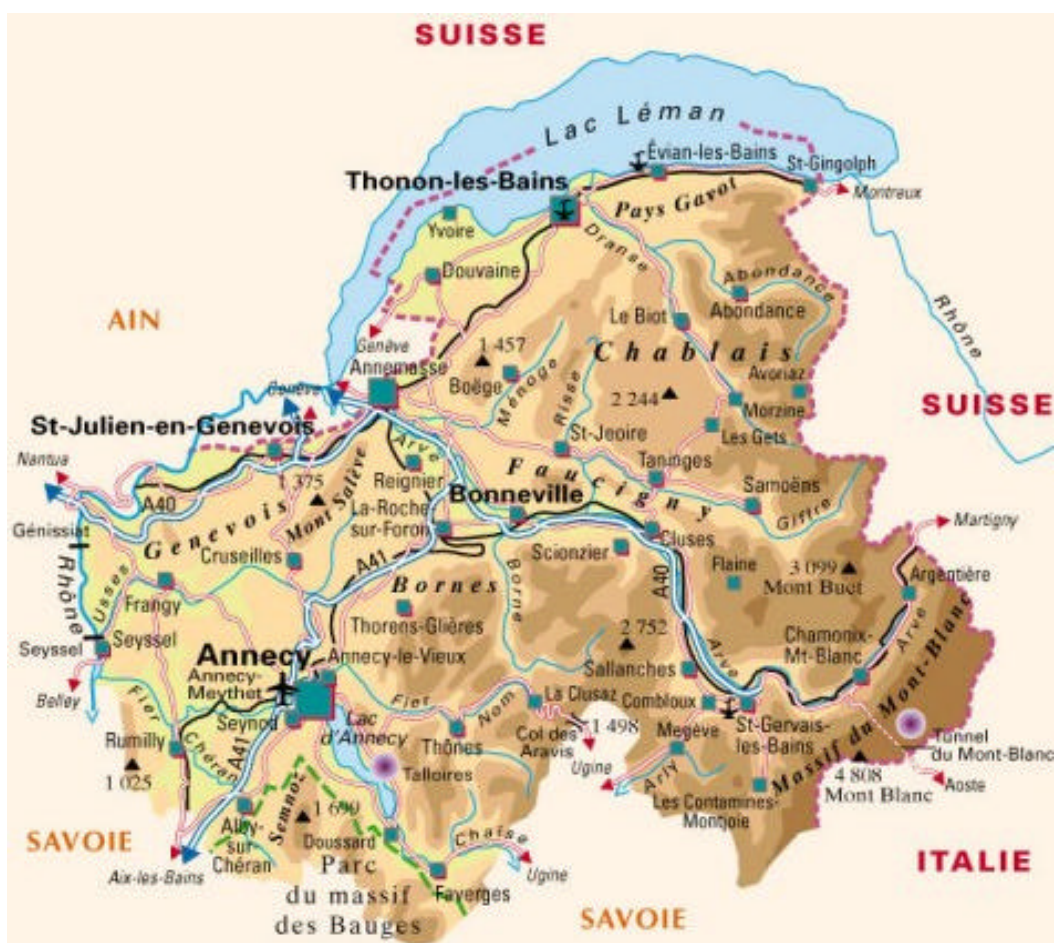 SUISSE
Lac Léman
Évian-les-Bains
St-Gingolph
Thonon-les-Bains
Montreux
Pays Gavot
Yvoire
Dranse
Douvaine
Abondance
Abondance
AIN
Le Biot
Rhône
Genève
1 457
Chablais
Annemasse
Boëge
Avoriaz
Genève
Ménoge
Risse
2 244
Morzine
SUISSE
St-Julien-en-Genevois
Arve
St-Jeoire
Les Gets
Nantua
1 375
Reignier
Faucigny
Taninges
Mont Salève
Samoëns
A40
Bonneville
Giffre
Génissiat
Genevois
La-Roche-
sur-Foron
Martigny
Cluses
Cruseilles
A41
Scionzier
Flaine
3 099
Mont Buet
Rhône
Usses
Bornes
Borne
A40
Argentière
Frangy
Thorens-Glières
2 752
Chamonix-
Mt-Blanc
Arve
Seyssel
Seyssel
Annecy
Annecy-le-Vieux
Sallanches
Arve
Belley
Annecy-
Meythet
Fier
Fiet
Nom
La Clusaz
Combloux
Massif du Mont-Blanc
Seynod
Lac
d'Annecy
1 498
St-Gervais-
les-Bains
Rumilly
Chéran
A41
Thônes
Col des
Aravis
Megève
Tunnel
du Mont-Blanc
1 025
Talloires
Ugine
Arly
4 808
Mont Blanc
Aoste
Semnoz
1 699
Les Contamines-
Montjoie
SAVOIE
Alby-
sur-
Chéran
Doussard
Chaise
Aix-les-Bains
Parc
du massif
des Bauges
Faverges
Ugine
ITALIE
SAVOIE